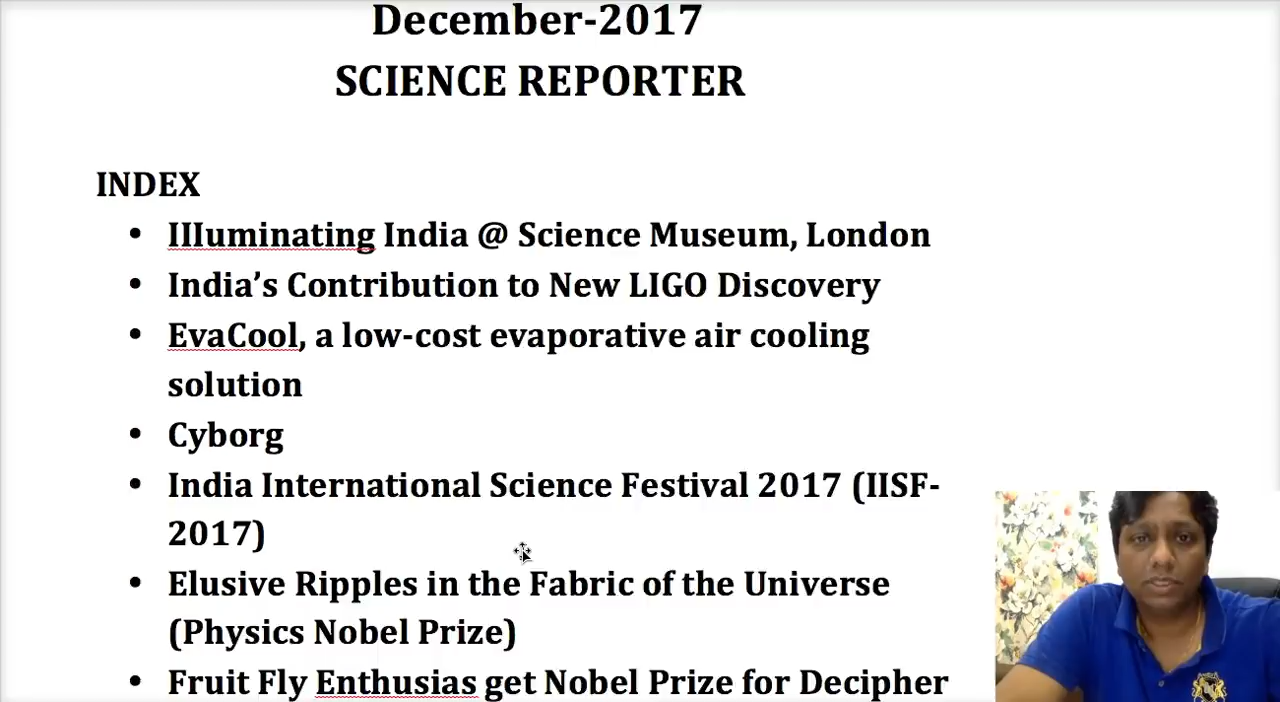 December-2017
SCIENCE REPORTER
INDEX
• IIIuminating India @ Science Museum, London
• India’s Contribution to New LIGO Discovery
• EvaCool, a low-cost evaporative air cooling
solution
• Cyborg
• India International Science Festival 2017 (IISF-
2017)
• Elusive Ripples in the Fabric of the Universe
(Physics Nobel Prize)
• Fruit Fly Enthusias get Nobel Prize for Decipher